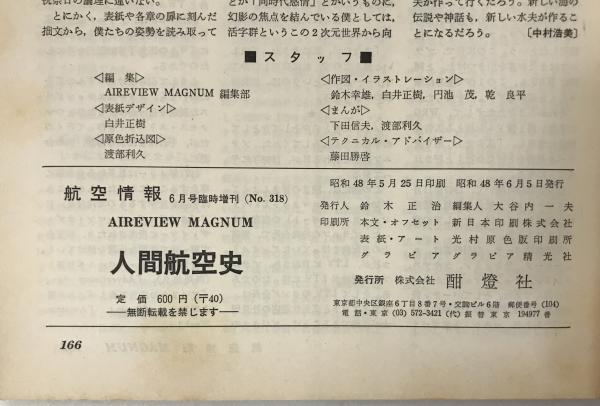 とにかく、表紙や各章の扉に刻んだ
拙文から、僕たちの姿勢を読み取って
幻影の焦点を結んでいる僕としては,
活字群というこの2次元世界から向
伝説や神話も、新しい水夫が作るこ
とになるだろう。 〔中村浩美〕
■スタッフ■
◁編 集▷
AIREVIEW MAGNUM 編集部
◁表紙デザイン▷
白井正樹
◁原色折込図▷
渡部利久
◁作図・イラストレーション▷
鈴木幸雄, 白井正樹, 円池 茂, 乾 良平
◁まんが▷
下田信夫, 渡部利久
◁テクニカル・アドバイザー▷
藤田勝啓
航空情報 6月号臨時増刊 (No. 318)
AIREVIEW MAGNUM
人間航空史
定価 600円 (〒40)
——無断転載を禁じます——
昭和48年5月25日印刷 昭和48年6月5日発行
発行人 鈴木正治 編集人 大谷内一夫
印刷所 本文・オフセット 新日本印刷株式会社
表紙・アート 光村原色版印刷所
グラビア グラビア精光社
発行所 株式会社 酣燈社
東京都中央区銀座6丁目8番7号・交詢ビル6階 郵便番号 (104)
電話・東京 (03) 572-3421 (代) 振替東京 194977番
166